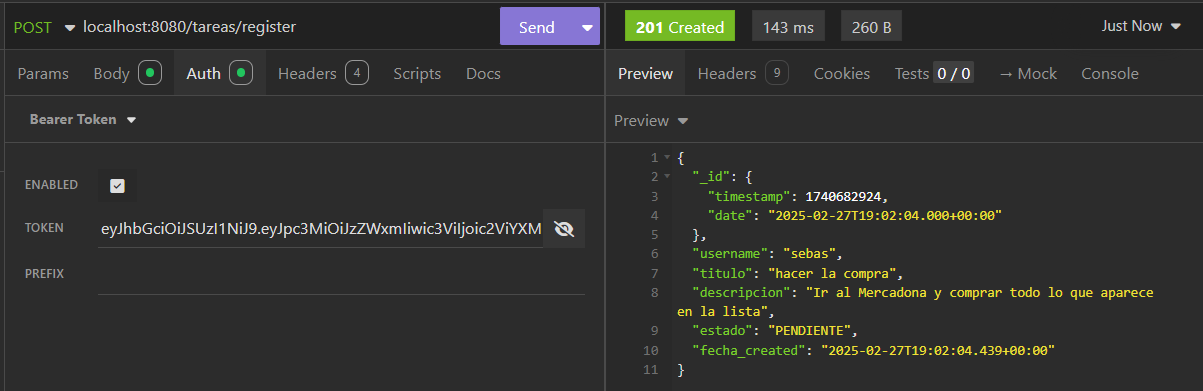 POST localhost:8080/tareas/register Send
Params Body Auth Headers 4 Scripts Docs
Bearer Token
ENABLED
TOKEN eyJhbGciOiJSUzI1NiJ9.eyJpc3MiOiJzZWxmIiwic3ViIjoic2ViYXM
PREFIX
201 Created 143 ms 260 B Just Now
Preview Headers 9 Cookies Tests 0 / 0 → Mock Console
Preview
1 {
2 "_id": {
3 "timestamp": 1740682924,
4 "date": "2025-02-27T19:02:04.000+00:00"
5 },
6 "username": "sebas",
7 "titulo": "hacer la compra",
8 "descripcion": "Ir al Mercadona y comprar todo lo que aparece
en la lista",
9 "estado": "PENDIENTE",
10 "fecha_created": "2025-02-27T19:02:04.439+00:00"
11 }